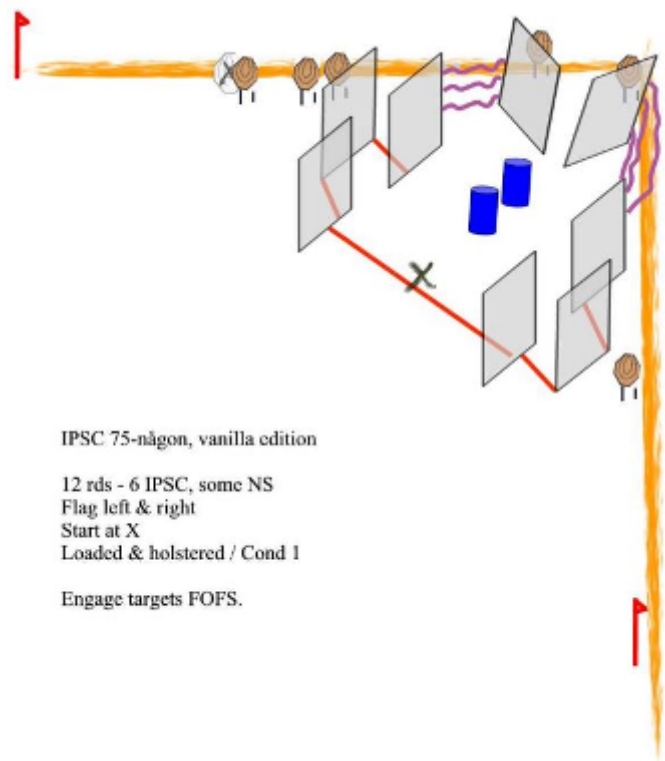 X
X
IPSC 75-någon, vanilla edition
12 rds - 6 IPSC, some NS
Flag left & right
Start at X
Loaded & holstered / Cond 1
Engage targets FOFS.